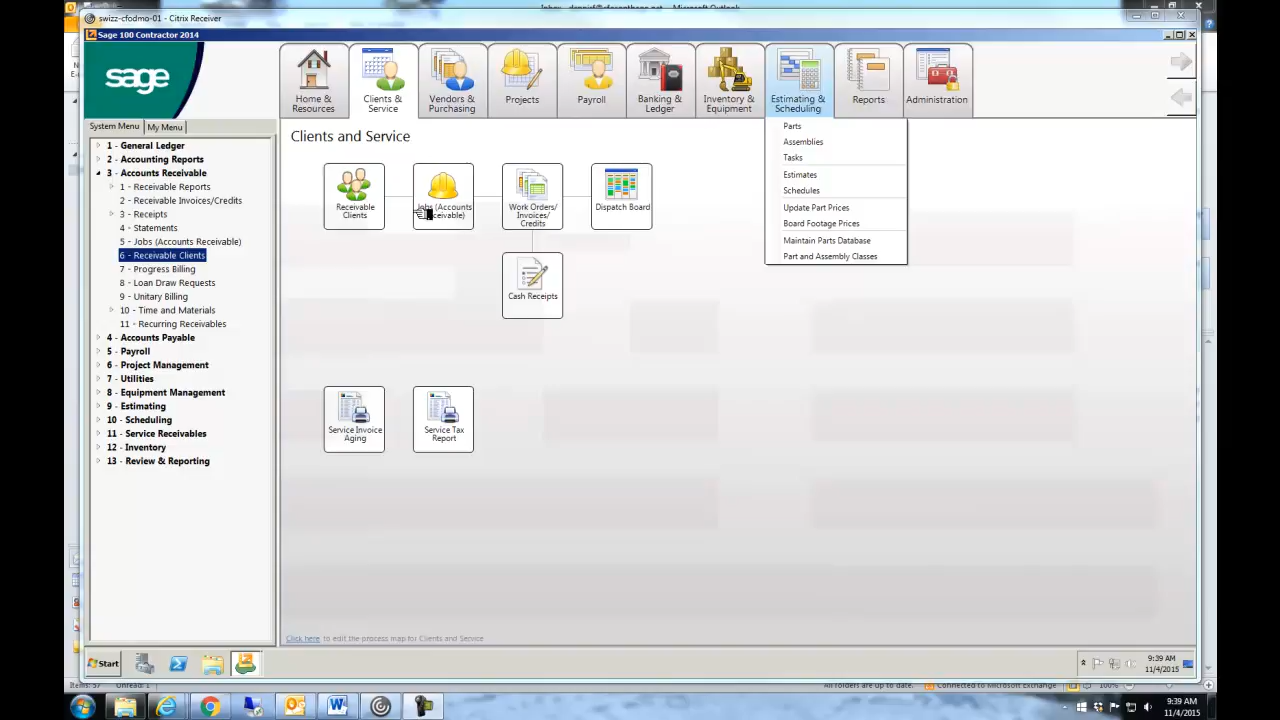 swizz-cfodmo-01 - Citrix Receiver
Sage 100 Contractor 2014
sage
Home & Resources
Clients & Service
Vendors & Purchasing
Projects
Payroll
Banking & Ledger
Inventory & Equipment
Estimating & Scheduling
Reports
Administration
System Menu
My Menu
1 - General Ledger
2 - Accounting Reports
3 - Accounts Receivable
1 - Receivable Reports
2 - Receivable Invoices/Credits
3 - Receipts
4 - Statements
5 - Jobs (Accounts Receivable)
6 - Receivable Clients
7 - Progress Billing
8 - Loan Draw Requests
9 - Unitary Billing
10 - Time and Materials
11 - Recurring Receivables
4 - Accounts Payable
5 - Payroll
6 - Project Management
7 - Utilities
8 - Equipment Management
9 - Estimating
10 - Scheduling
11 - Service Receivables
12 - Inventory
13 - Review & Reporting
Clients and Service
Receivable
Clients
Jobs (Accounts
Receivable)
Work Orders/
Invoices/
Credits
Dispatch Board
Cash Receipts
Service Invoice
Aging
Service Tax
Report
Parts
Assemblies
Tasks
Estimates
Schedules
Update Part Prices
Board Footage Prices
Maintain Parts Database
Part and Assembly Classes
Click here to edit the process map for Clients and Service
Start
9:39 AM
11/4/2015
All folders are up to date.
Connected to Microsoft Exchange
100%
9:39 AM
11/4/2015